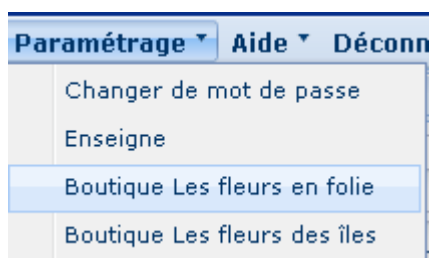 Paramétrage Aide Déconn
Changer de mot de passe
Enseigne
Boutique Les fleurs en folie
Boutique Les fleurs des îles